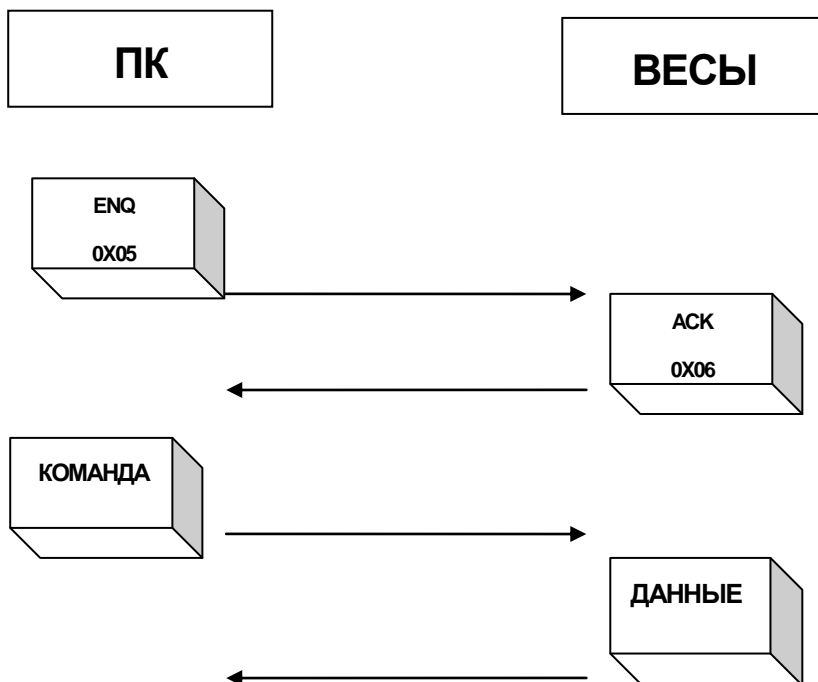 ПК
ВЕСЫ
ENQ
0X05
ACK
0X06
КОМАНДА
ДАННЫЕ